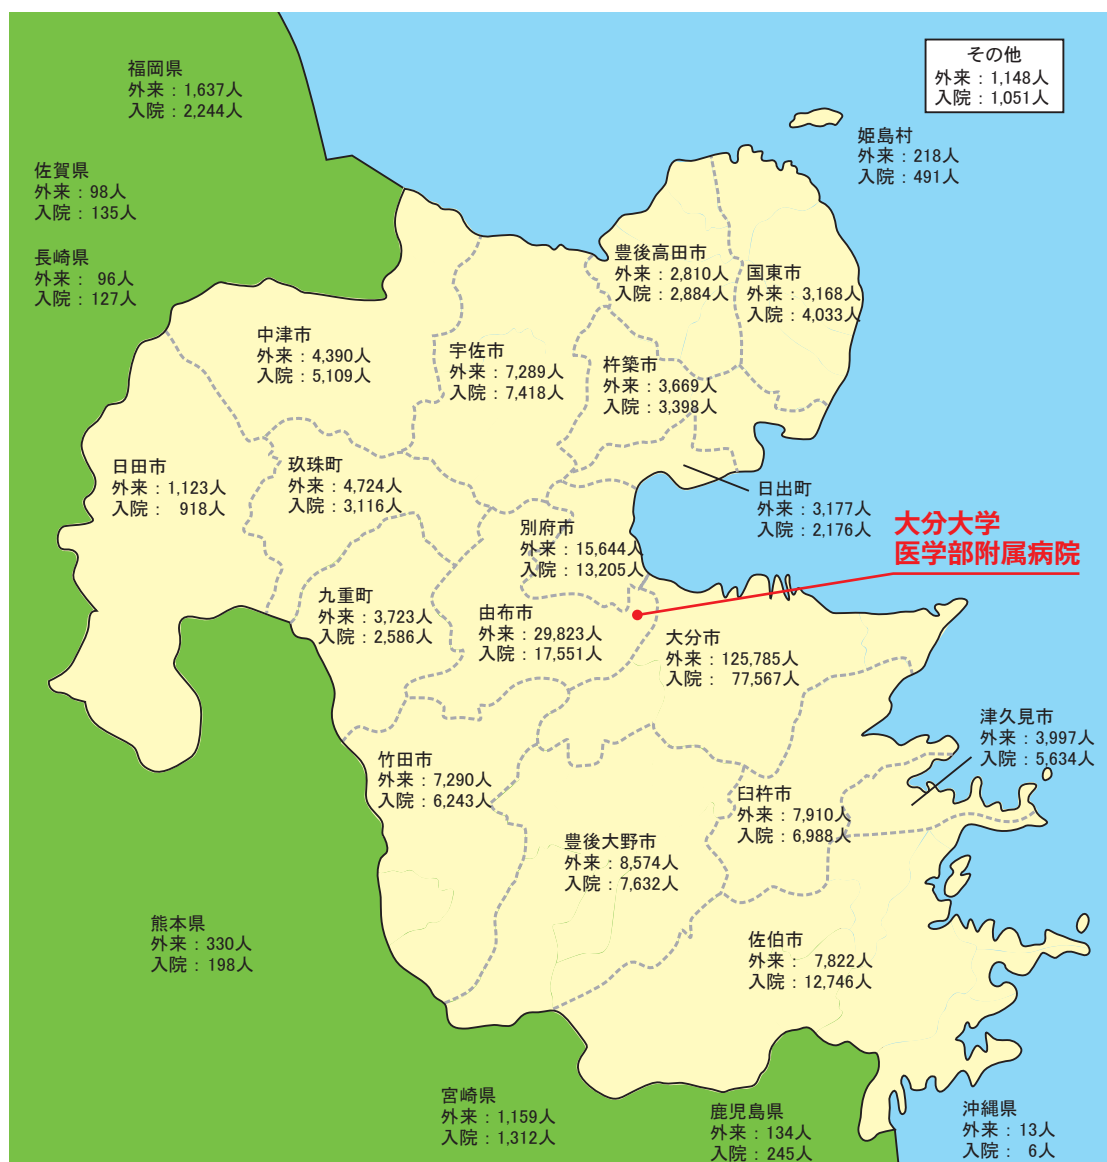 福岡県
外来：1,637人
入院：2,244人
その他
外来：1,148人
入院：1,051人
姫島村
外来：218人
入院：491人
佐賀県
外来：98人
入院：135人
長崎県
外来： 96人
入院：127人
豊後高田市
外来：2,810人
入院：2,884人
国東市
外来：3,168人
入院：4,033人
中津市
外来：4,390人
入院：5,109人
宇佐市
外来：7,289人
入院：7,418人
杵築市
外来：3,669人
入院：3,398人
日田市
外来：1,123人
入院： 918人
玖珠町
外来：4,724人
入院：3,116人
日出町
外来：3,177人
入院：2,176人
別府市
外来：15,644人
入院：13,205人
大分大学
医学部附属病院
九重町
外来：3,723人
入院：2,586人
由布市
外来：29,823人
入院：17,551人
大分市
外来：125,785人
入院： 77,567人
津久見市
外来：3,997人
入院：5,634人
竹田市
外来：7,290人
入院：6,243人
臼杵市
外来：7,910人
入院：6,988人
豊後大野市
外来：8,574人
入院：7,632人
熊本県
外来：330人
入院：198人
佐伯市
外来： 7,822人
入院：12,746人
宮崎県
外来：1,159人
入院：1,312人
鹿児島県
外来：134人
入院：245人
沖縄県
外来：13人
入院： 6人